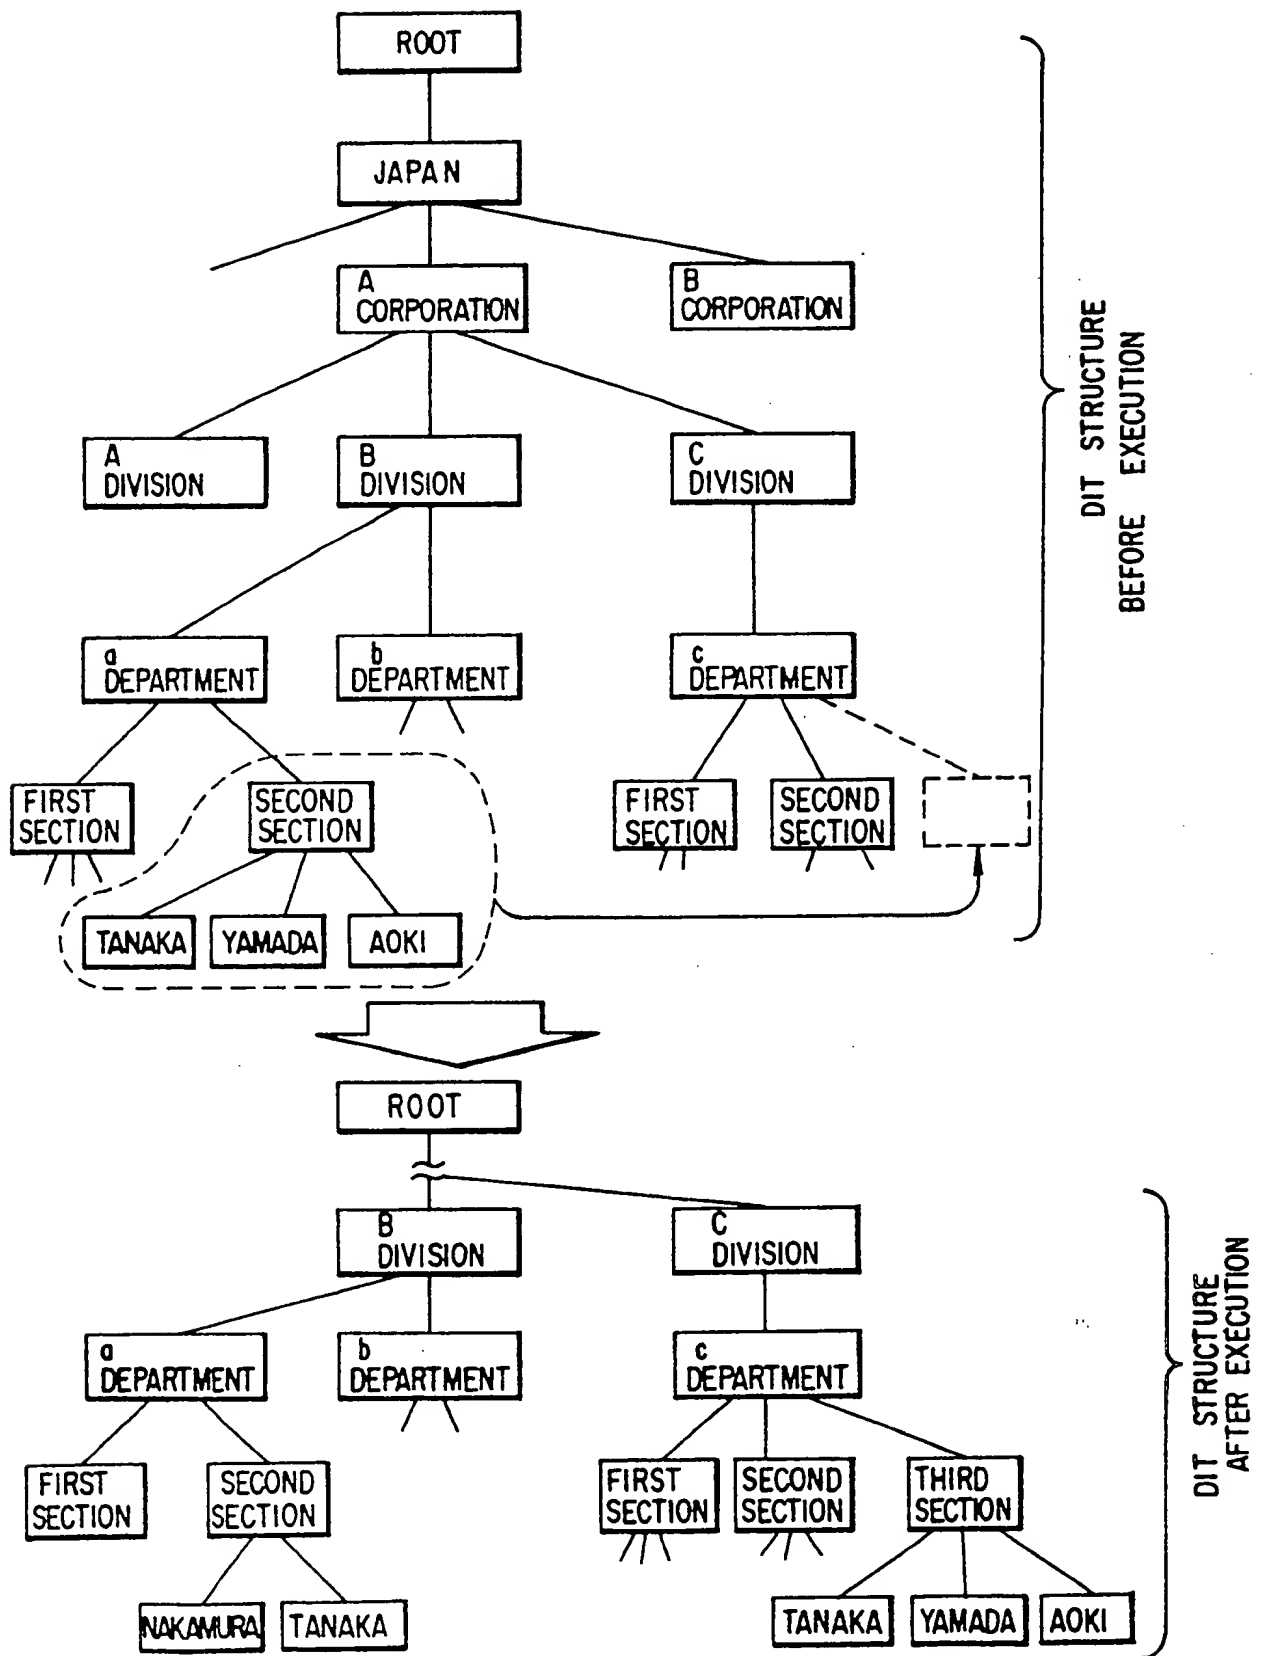 ROOT
JAPAN
A
CORPORATION
B
CORPORATION
A
DIVISION
B
DIVISION
C
DIVISION
a
DEPARTMENT
b
DEPARTMENT
c
DEPARTMENT
FIRST
SECTION
SECOND
SECTION
FIRST
SECTION
SECOND
SECTION
TANAKA
YAMADA
AOKI
DIT STRUCTURE
BEFORE EXECUTION
ROOT
B
DIVISION
C
DIVISION
a
DEPARTMENT
b
DEPARTMENT
c
DEPARTMENT
FIRST
SECTION
SECOND
SECTION
FIRST
SECTION
SECOND
SECTION
THIRD
SECTION
NAKAMURA
TANAKA
TANAKA
YAMADA
AOKI
DIT STRUCTURE
AFTER EXECUTION